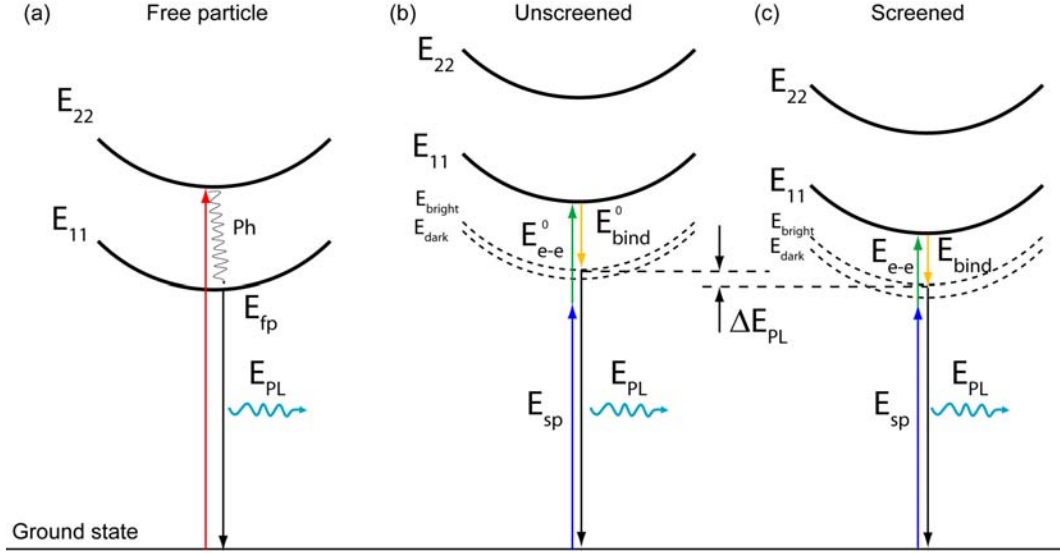 (a) Free particle
E22
E11
Ph
Efp
EPL
Ground state
(b) Unscreened
E22
E11
Ebright
Edark
E0e-e
E0bind
ΔEPL
EPL
Esp
(c) Screened
E22
E11
Ebright
Edark
Ee-e
Ebind
EPL
Esp